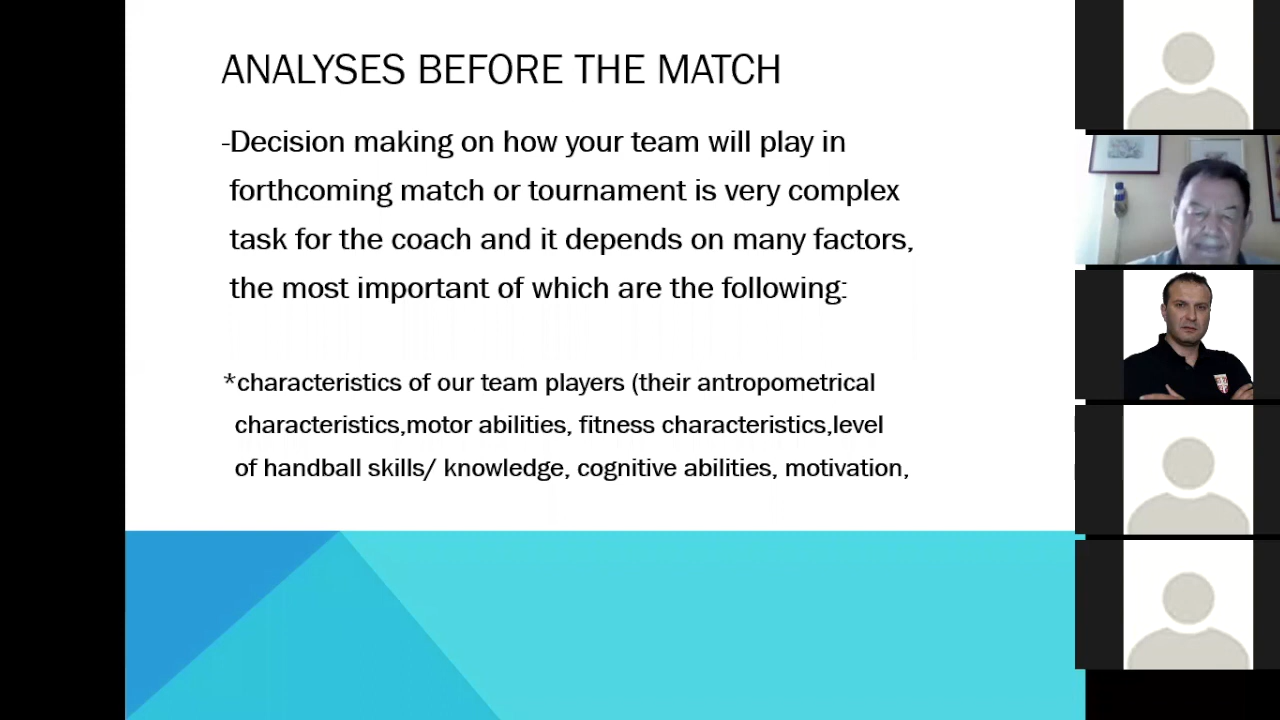 ANALYSES BEFORE THE MATCH
-Decision making on how your team will play in
forthcoming match or tournament is very complex
task for the coach and it depends on many factors,
the most important of which are the following:
*characteristics of our team players (their antropometrical
characteristics,motor abilities, fitness characteristics,level
of handball skills/ knowledge, cognitive abilities, motivation,